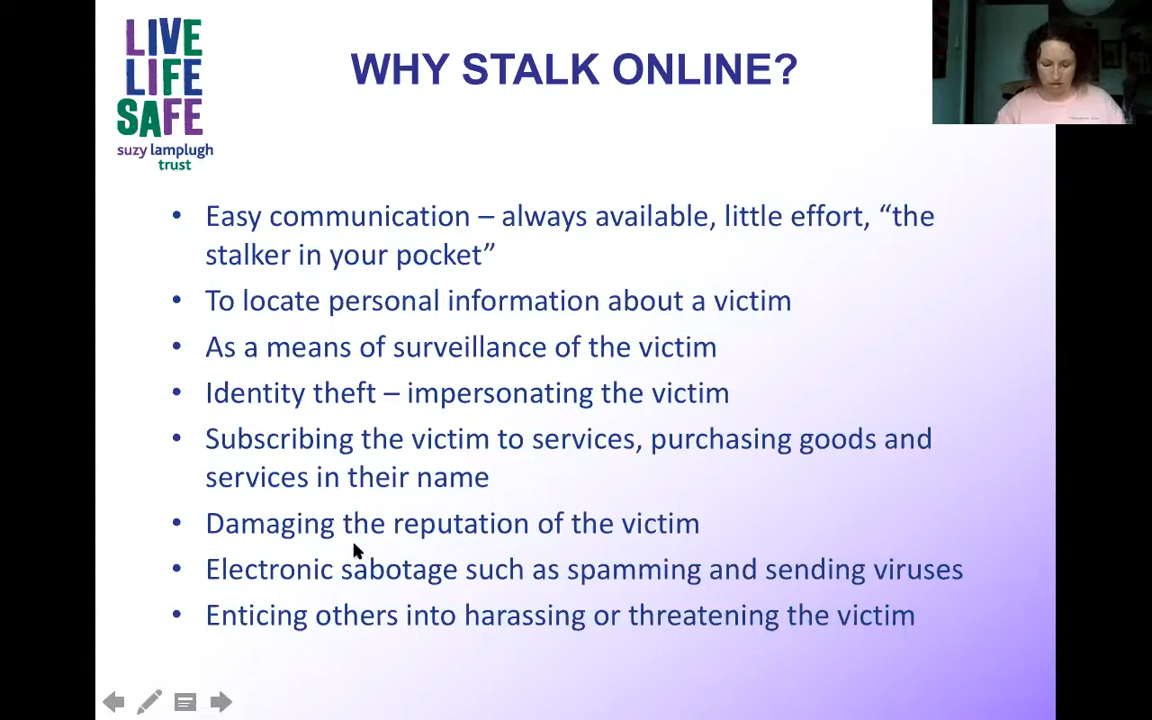 LIVE
LIFE
SAFE
suzy lamplugh
trust
WHY STALK ONLINE?
• Easy communication – always available, little effort, “the
stalker in your pocket”
• To locate personal information about a victim
• As a means of surveillance of the victim
• Identity theft – impersonating the victim
• Subscribing the victim to services, purchasing goods and
services in their name
• Damaging the reputation of the victim
• Electronic sabotage such as spamming and sending viruses
• Enticing others into harassing or threatening the victim